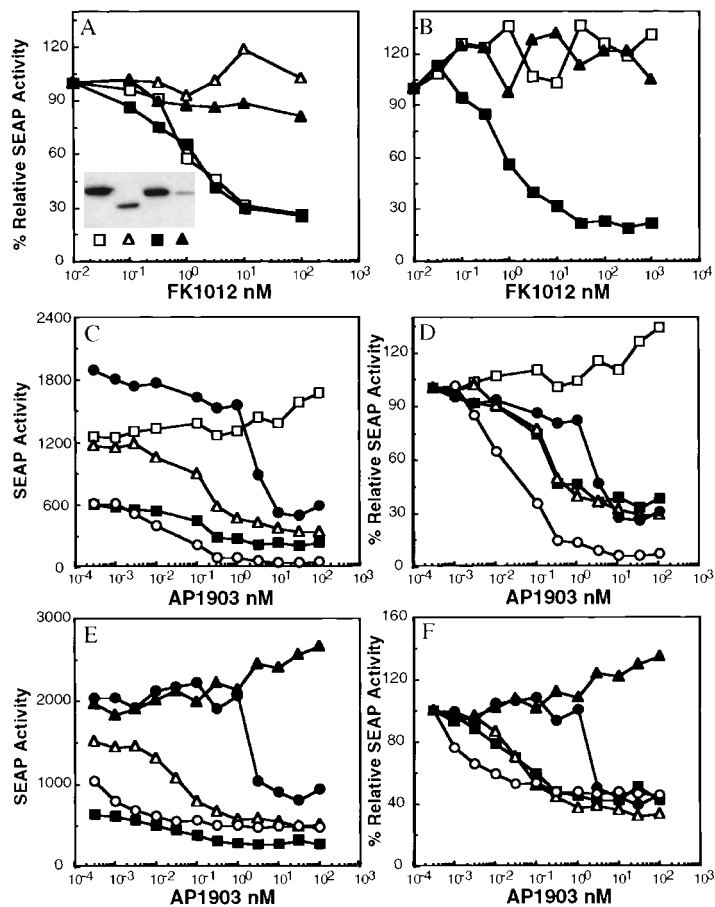 A
% Relative SEAP Activity
120
90
60
30
0
10⁻² 10⁻¹ 10⁰ 10¹ 10² 10³
FK1012 nM
B
120
90
60
30
0
10⁻² 10⁻¹ 10⁰ 10¹ 10² 10³ 10⁴
FK1012 nM
C
SEAP Activity
2400
1800
1200
600
0
10⁻⁴ 10⁻³ 10⁻² 10⁻¹ 10⁰ 10¹ 10² 10³
AP1903 nM
D
% Relative SEAP Activity
120
90
60
30
0
10⁻⁴ 10⁻³ 10⁻² 10⁻¹ 10⁰ 10¹ 10² 10³
AP1903 nM
E
SEAP Activity
3000
2000
1000
0
10⁻⁴ 10⁻³ 10⁻² 10⁻¹ 10⁰ 10¹ 10² 10³
AP1903 nM
F
% Relative SEAP Activity
160
120
80
40
0
10⁻⁴ 10⁻³ 10⁻² 10⁻¹ 10⁰ 10¹ 10² 10³
AP1903 nM